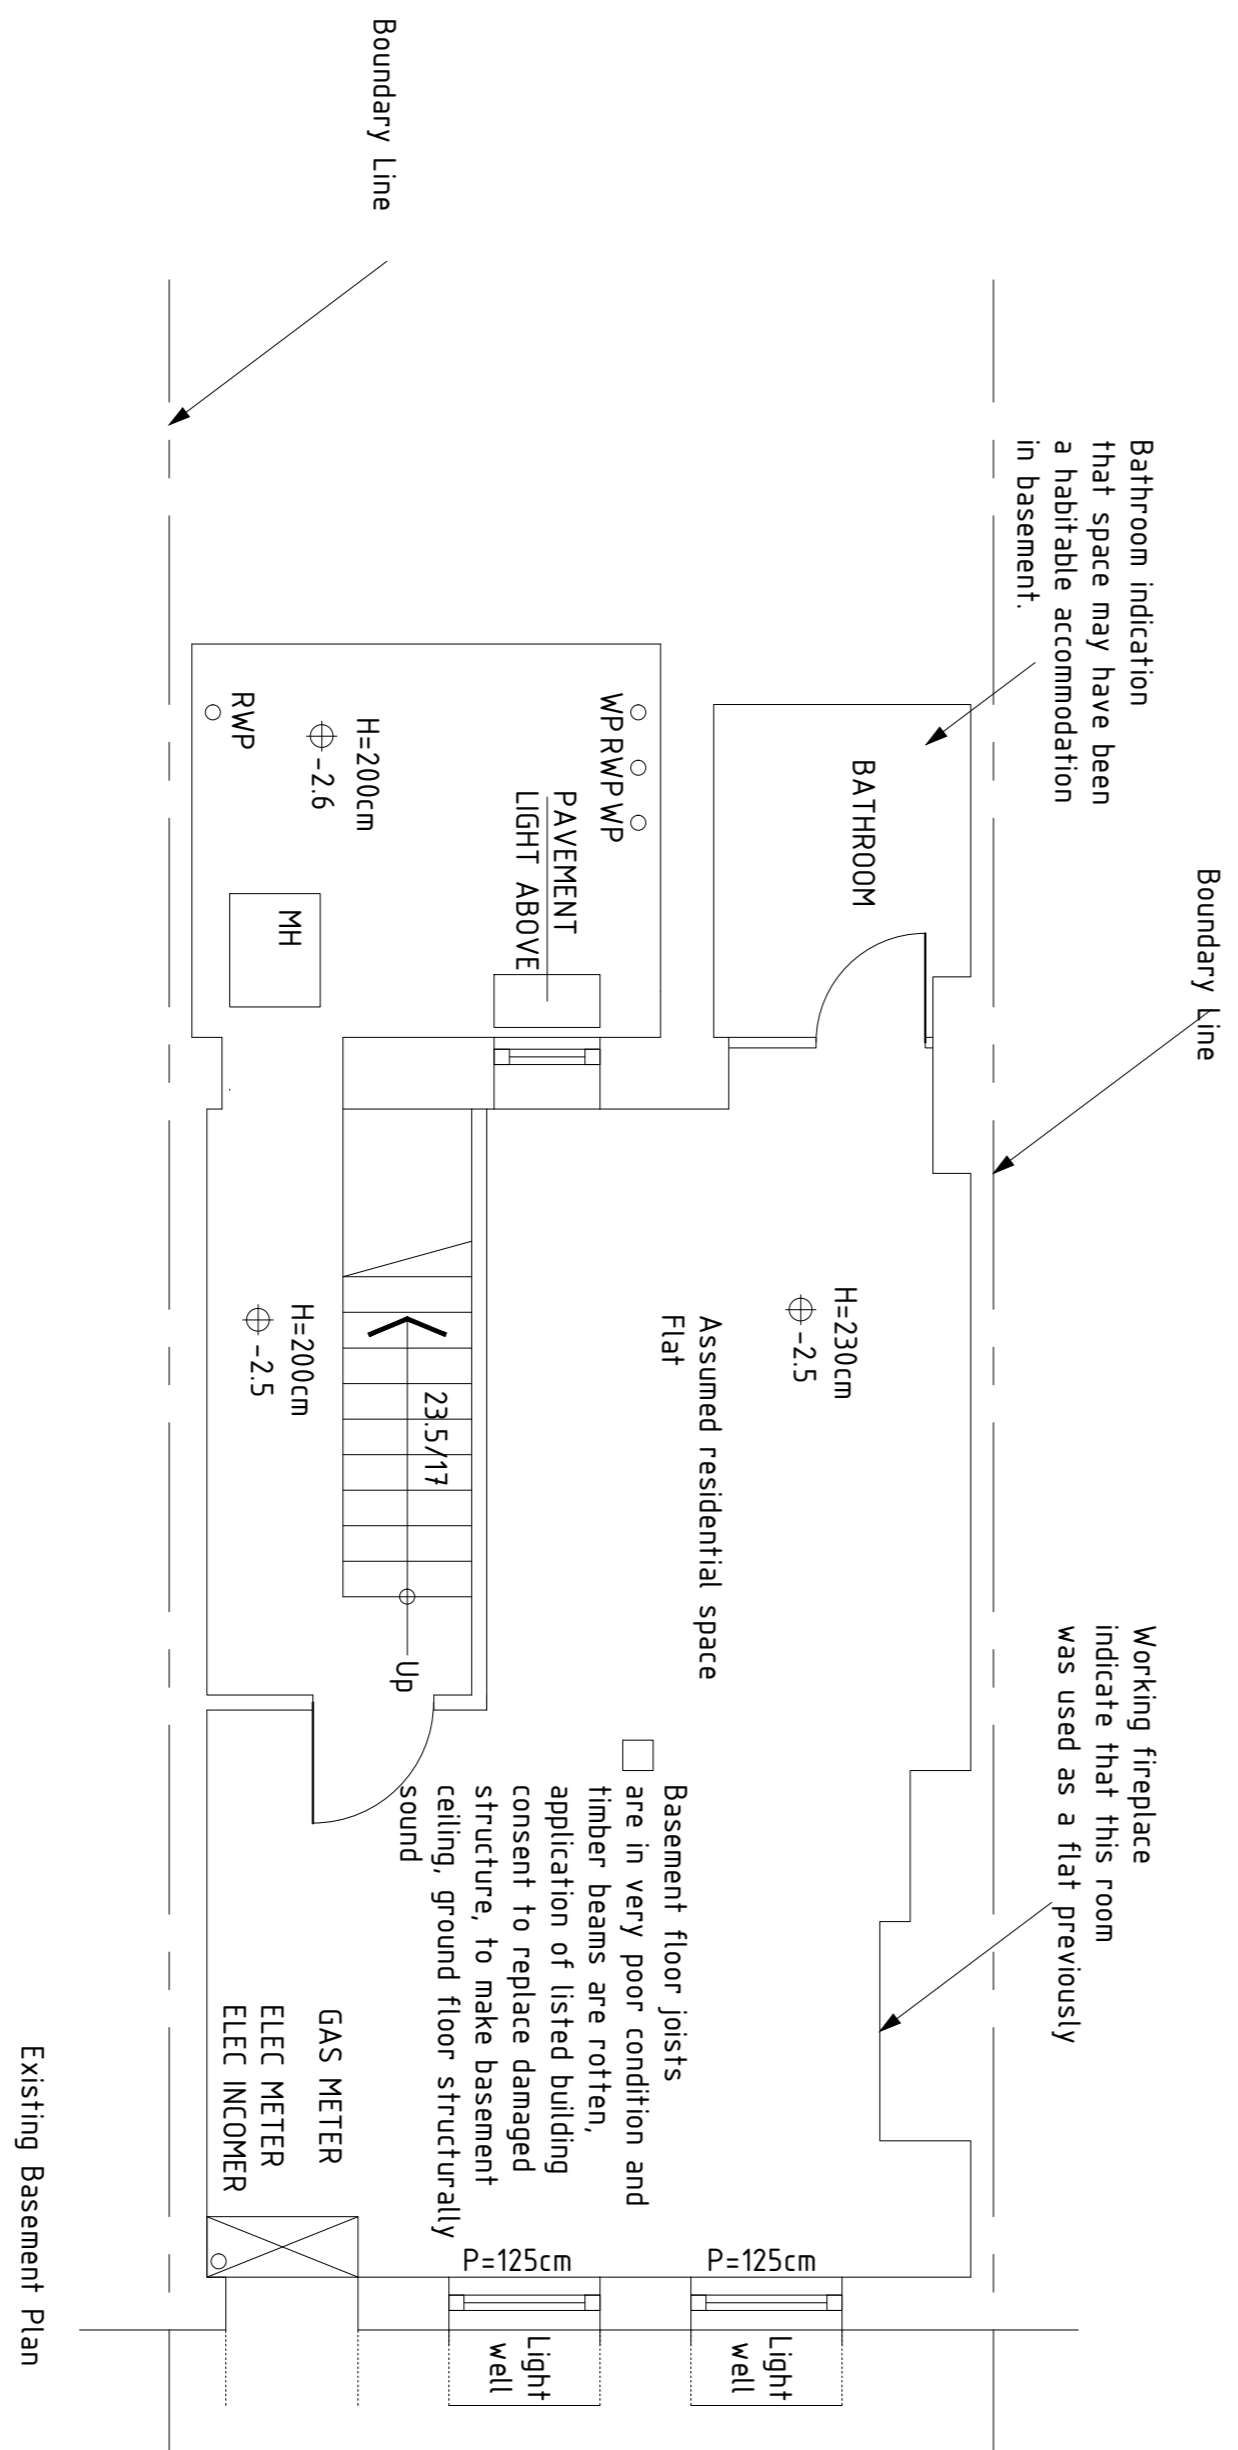 Boundary Line
Bathroom indication
that space may have been
a habitable accommodation
in basement.
Boundary Line
Working fireplace
indicate that this room
was used as a flat previously
BATHROOM
H=230cm
-2.5
Assumed residential space
Flat
WP RWP WP
PAVEMENT
LIGHT ABOVE
H=200cm
-2.6
RWP
MH
23.5/17
Up
H=200cm
-2.5
Basement floor joists
are in very poor condition and
timber beams are rotten,
application of listed building
consent to replace damaged
structure, to make basement
ceiling, ground floor structurally
sound
GAS METER
ELEC METER
ELEC INCOMER
P=125cm
P=125cm
Light
well
Light
well
Existing Basement Plan